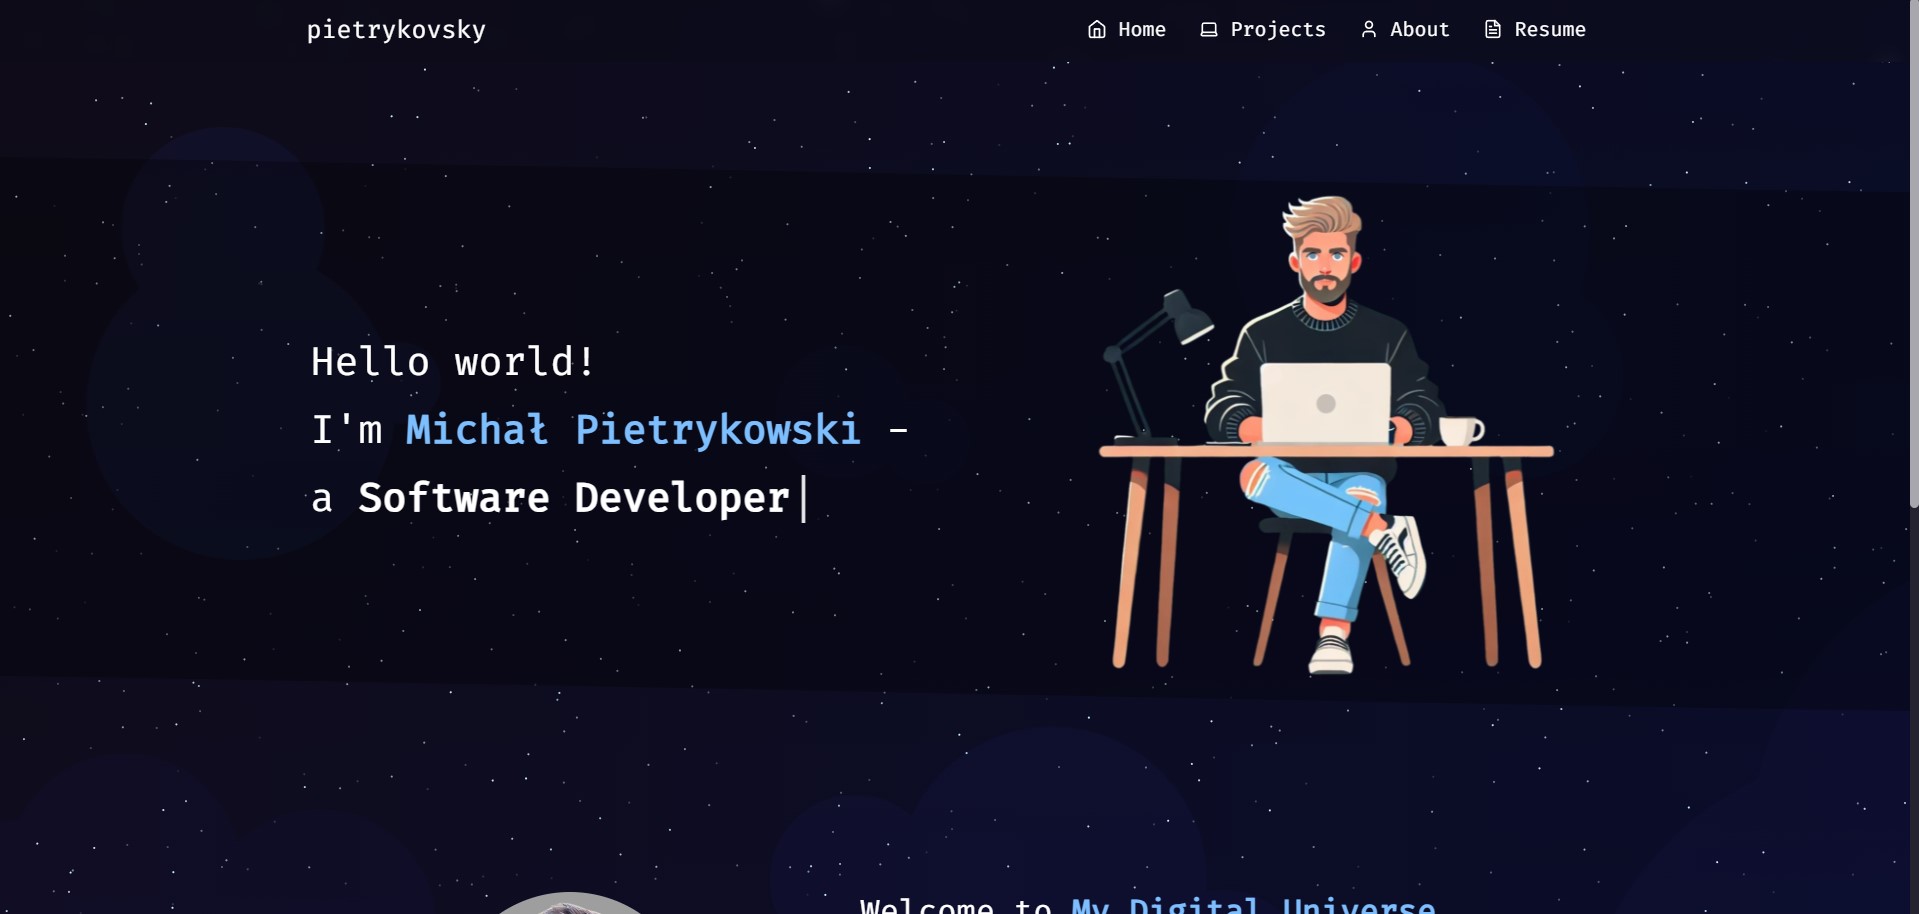 pietrykovsky
Home Projects About Resume
Hello world!
I'm Michał Pietrykowski –
a Software Developer|
Welcome to My Digital Universe